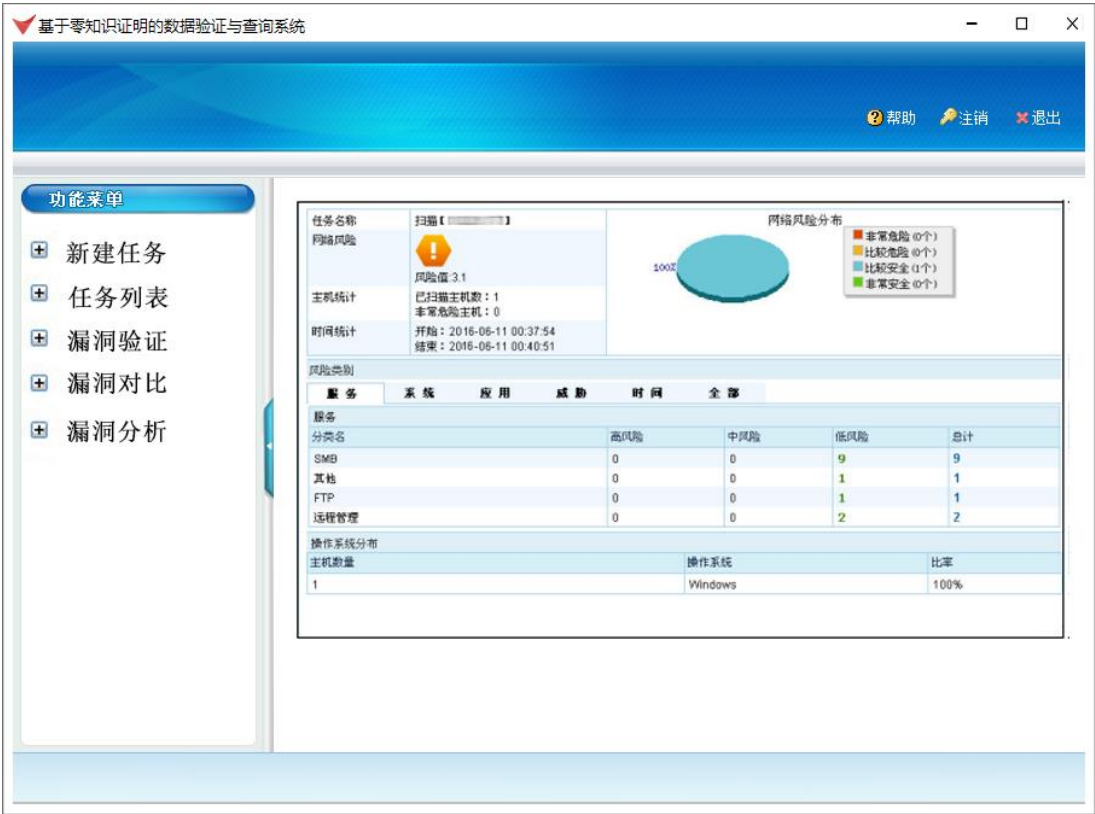 基于零知识证明的数据验证与查询系统
帮助 注销 退出
功能菜单
新建任务
任务列表
漏洞验证
漏洞对比
漏洞分析
任务名称 扫描【 】
网络风险
风险值:3.1
主机统计 已扫描主机数：1
非常危险主机：0
时间统计 开始：2016-06-11 00:37:54
结束：2016-06-11 00:40:51
网络风险分布
100%
非常危险 (0个)
比较危险 (0个)
比较安全 (1个)
非常安全 (0个)
风险类别
服务 系统 应用 威胁 时间 全部
服务
分类名 高风险 中风险 低风险 总计
SMB 0 0 9 9
其他 0 0 1 1
FTP 0 0 1 1
远程管理 0 0 2 2
操作系统分布
主机数量 操作系统 比率
1 Windows 100%